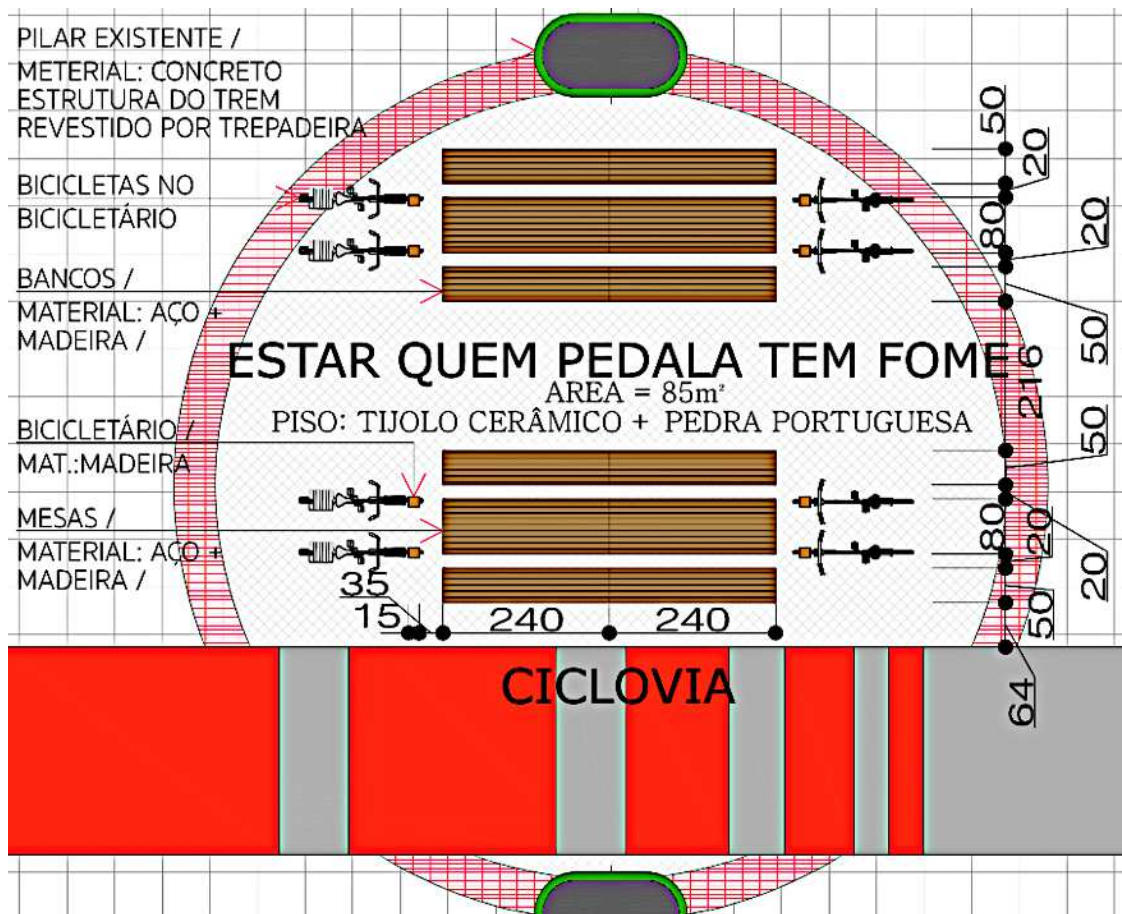 PILAR EXISTENTE /
METERIAL: CONCRETO
ESTRUTURA DO TREM
REVESTIDO POR TREPADEIRA
BICICLETAS NO
BICICLETÁRIO
BANCOS /
MATERIAL: AÇO +
MADEIRA /
ESTAR QUEM PEDALA TEM FOME
AREA = 85m²
PISO: TIJOLO CERÂMICO + PEDRA PORTUGUESA
BICICLETÁRIO /
MAT.:MADEIRA
MESAS /
MATERIAL: AÇO +
MADEIRA /
35
15
240
240
50
20
80
20
50
216
50
20
80
20
50
64
CICLOVIA